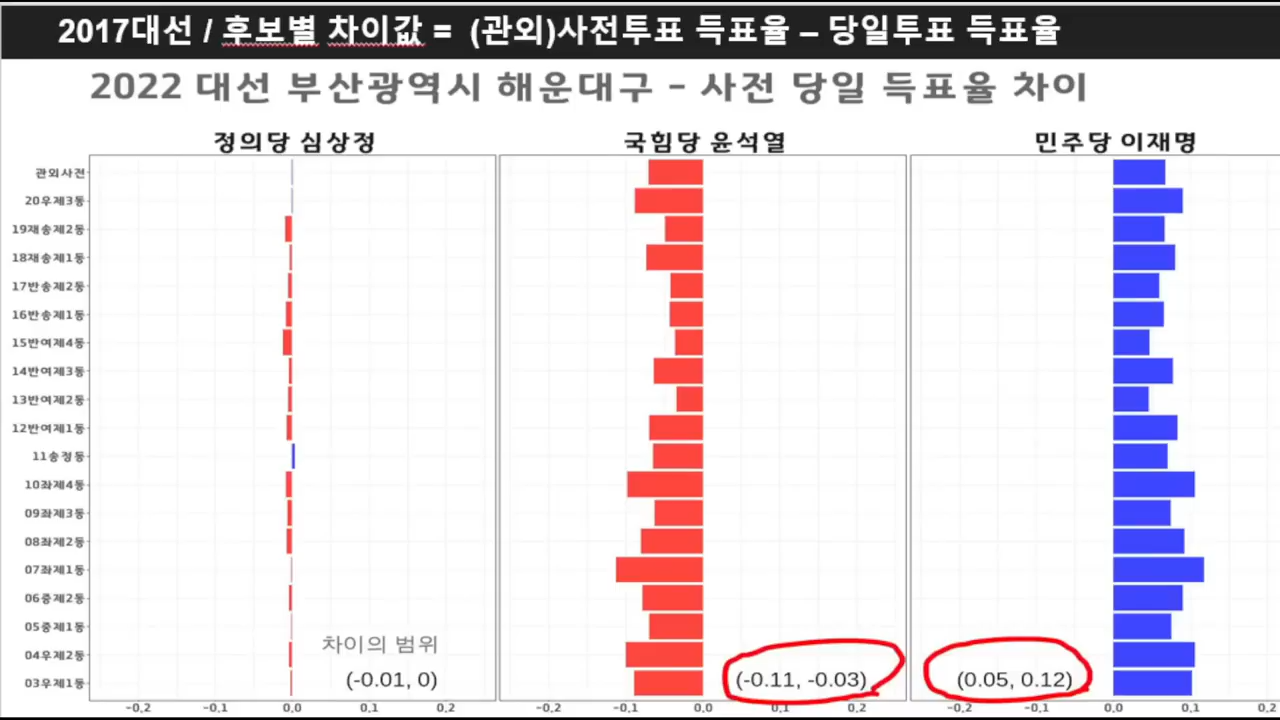 2017대선 / 후보별 차이값 = (관외)사전투표 득표율 – 당일투표 득표율
2022 대선 부산광역시 해운대구 - 사전 당일 득표율 차이
정의당 심상정 국힘당 윤석열 민주당 이재명
관외사전
20우제3동
19재송제2동
18재송제1동
17반송제2동
16반송제1동
15반여제4동
14반여제3동
13반여제2동
12반여제1동
11송정동
10좌제4동
09좌제3동
08좌제2동
07좌제1동
06중제2동
05중제1동
04우제2동
03우제1동
차이의 범위
(-0.01, 0) (-0.11, -0.03) (0.05, 0.12)
-0.2 -0.1 0.0 0.1 0.2 -0.2 -0.1 0.0 0.1 0.2 -0.2 -0.1 0.0 0.1 0.2